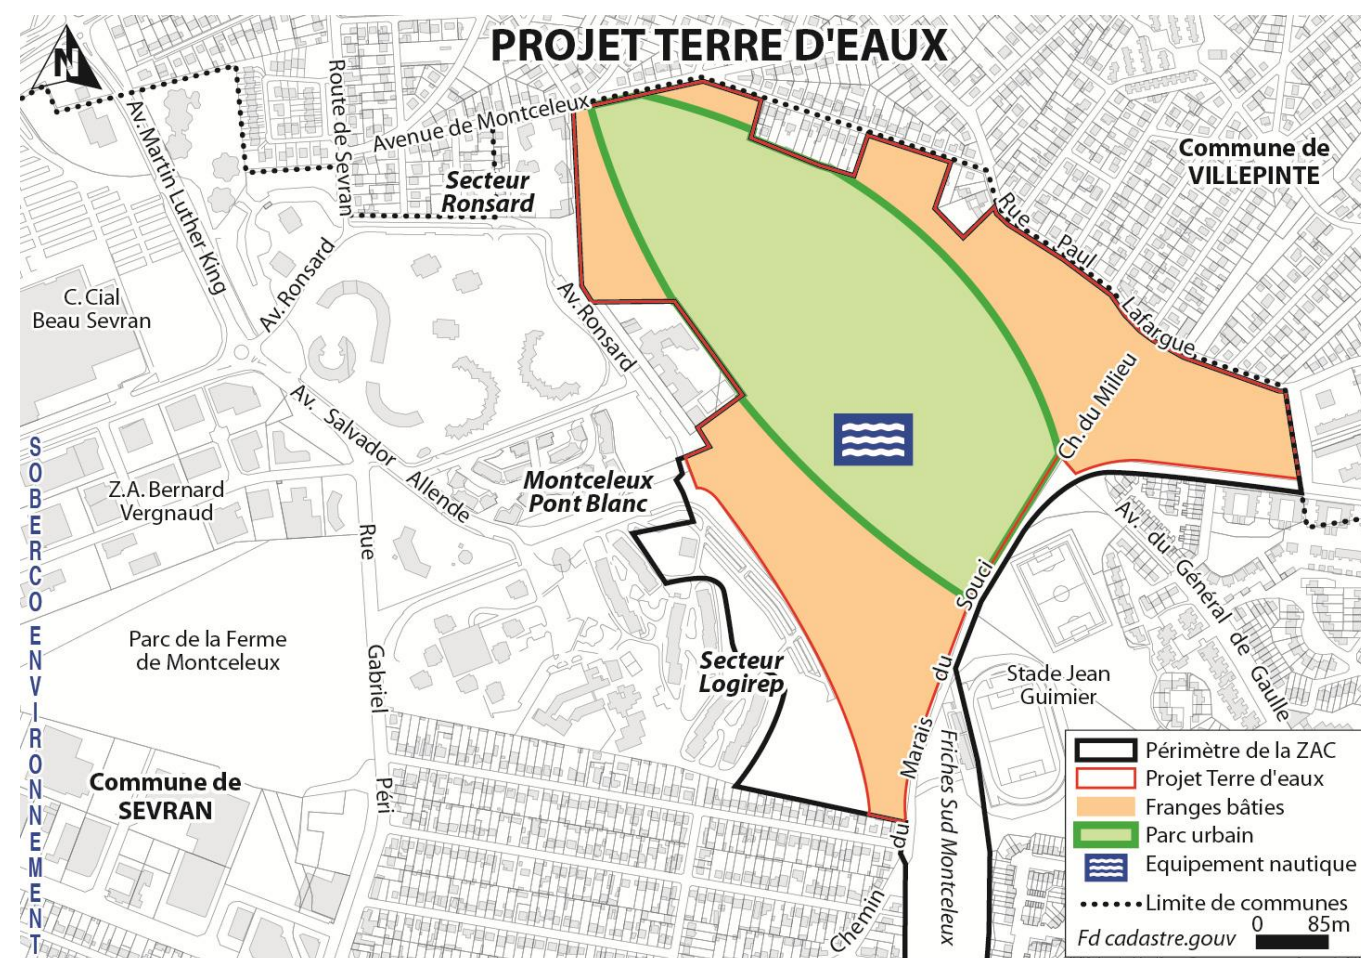 PROJET TERRE D'EAUX
N
Av. Martin Luther King
Route de Sevran
Avenue de Montceleux
Secteur
Ronsard
Commune de
VILLEPINTE
Rue Paul Lafargue
C. Cial
Beau Sevran
Av. Ronsard
Av. Ronsard
Av. Salvador Allende
Ch. du Milieu
Montceleux
Pont Blanc
Z.A. Bernard
Vergnaud
Rue Gabriel Péri
Av. du Général de Gaulle
Parc de la Ferme
de Montceleux
Secteur
Logirep
Stade Jean
Guimier
Chemin du Marais du Souci
Friches Sud Montceleux
Commune de
SEVRAN
SOBERCO ENVIRONNEMENT
Périmètre de la ZAC
Projet Terre d'eaux
Franges bâties
Parc urbain
Equipement nautique
Limite de communes
0 85m
Fd cadastre.gouv